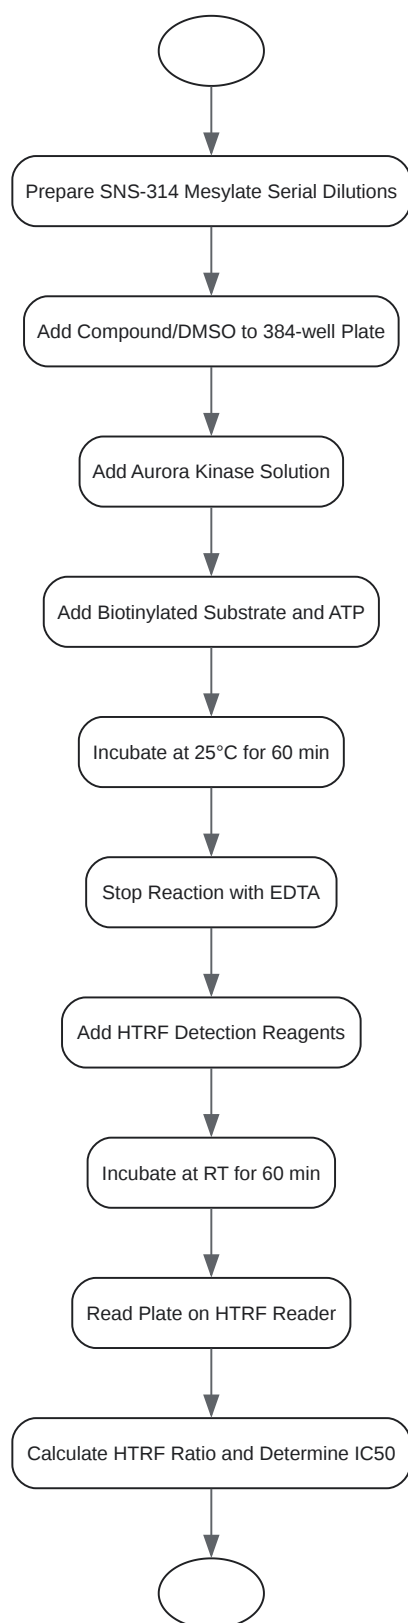 Prepare SNS-314 Mesylate Serial Dilutions
Add Compound/DMSO to 384-well Plate
Add Aurora Kinase Solution
Add Biotinylated Substrate and ATP
Incubate at 25°C for 60 min
Stop Reaction with EDTA
Add HTRF Detection Reagents
Incubate at RT for 60 min
Read Plate on HTRF Reader
Calculate HTRF Ratio and Determine IC50